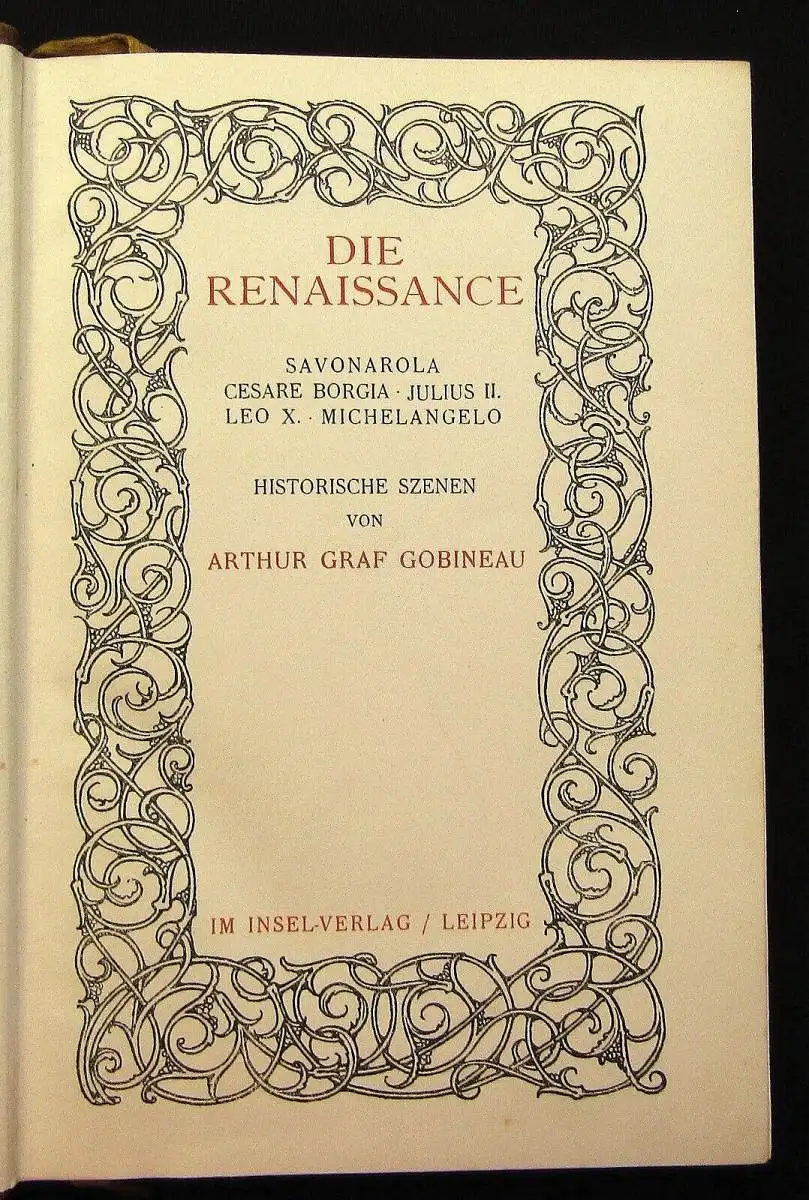 DIE
RENAISSANCE
SAVONAROLA
CESARE BORGIA · JULIUS II.
LEO X. · MICHELANGELO
HISTORISCHE SZENEN
VON
ARTHUR GRAF GOBINEAU
IM INSEL-VERLAG / LEIPZIG